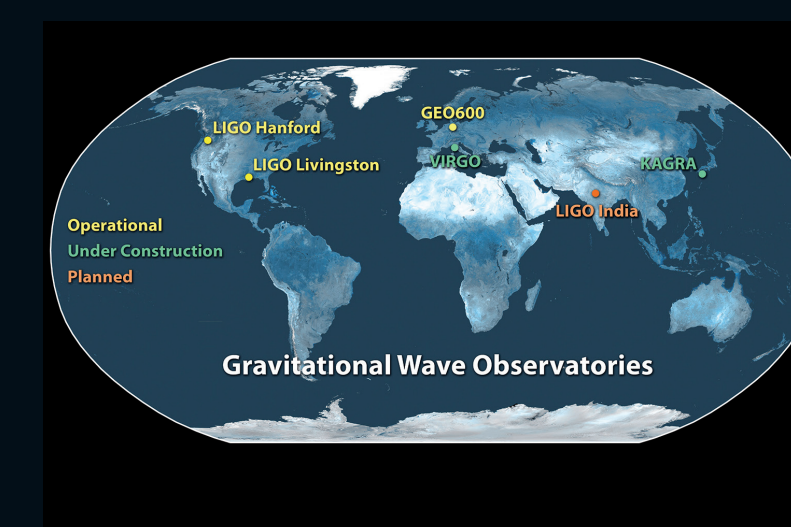 GEO600
LIGO Hanford
VIRGO
KAGRA
LIGO Livingston
LIGO India
Operational
Under Construction
Planned
Gravitational Wave Observatories